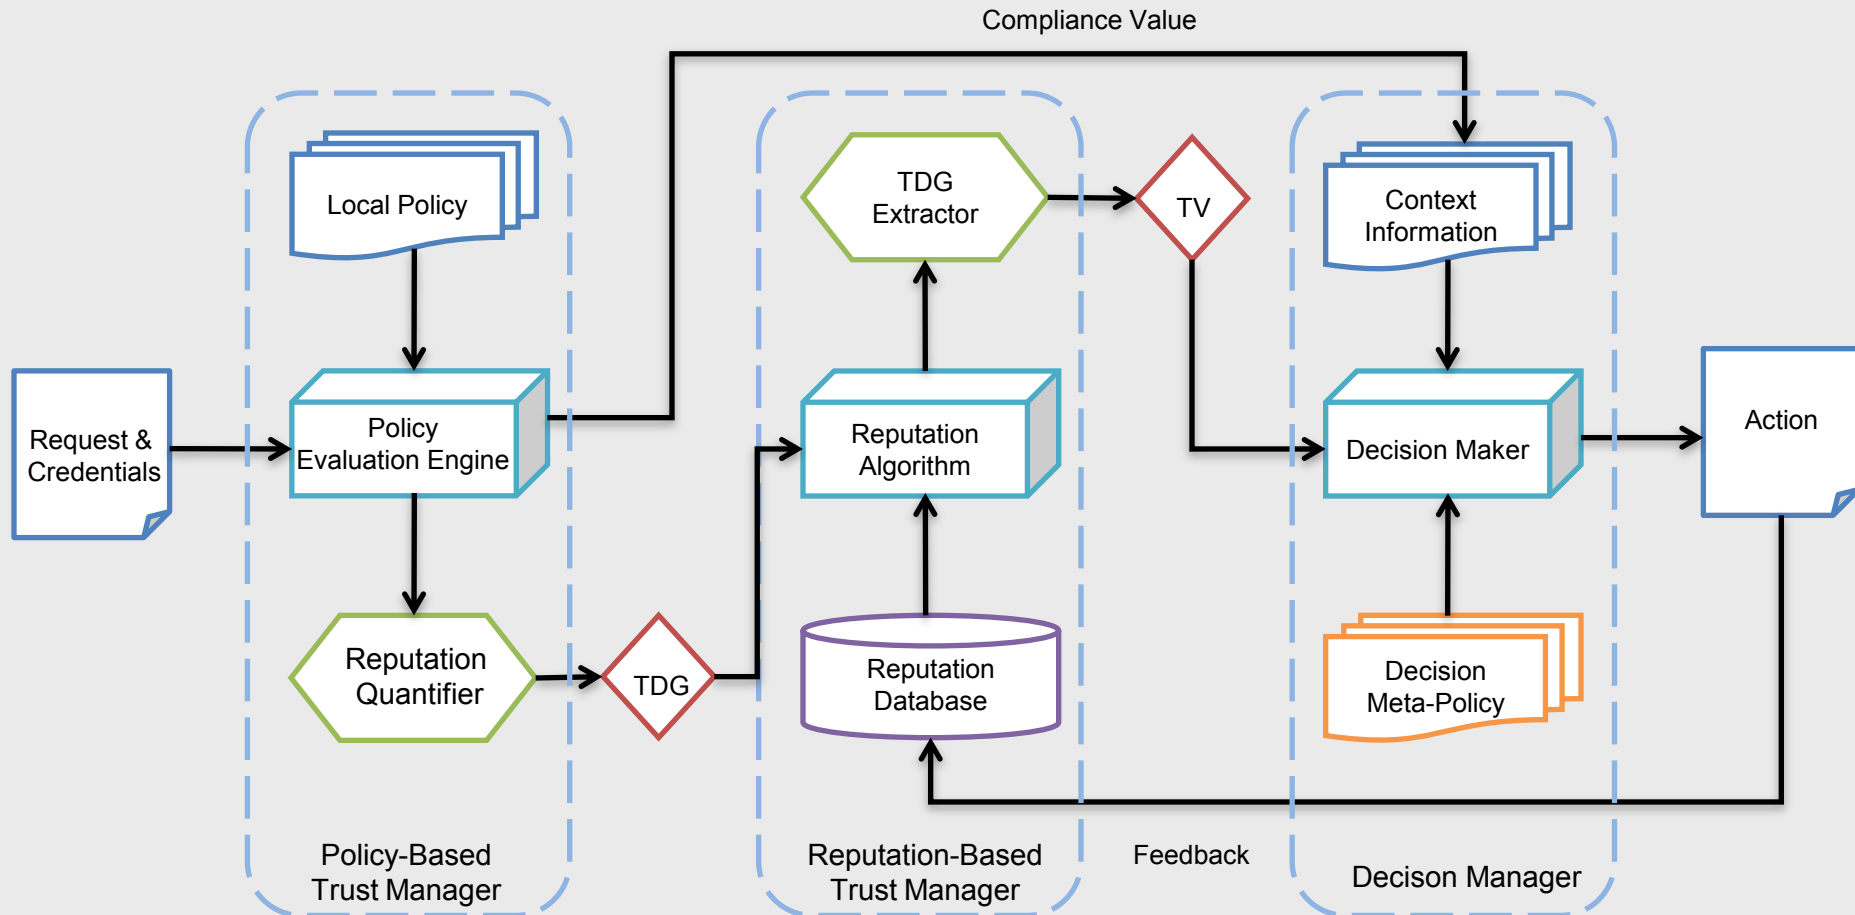 Compliance Value
Local Policy
TDG
Extractor
TV
Context
Information
Request &
Credentials
Policy
Evaluation Engine
Reputation
Algorithm
Decision Maker
Action
Reputation
Quantifier
TDG
Reputation
Database
Decision
Meta-Policy
Policy-Based
Trust Manager
Reputation-Based
Trust Manager
Feedback
Decison Manager